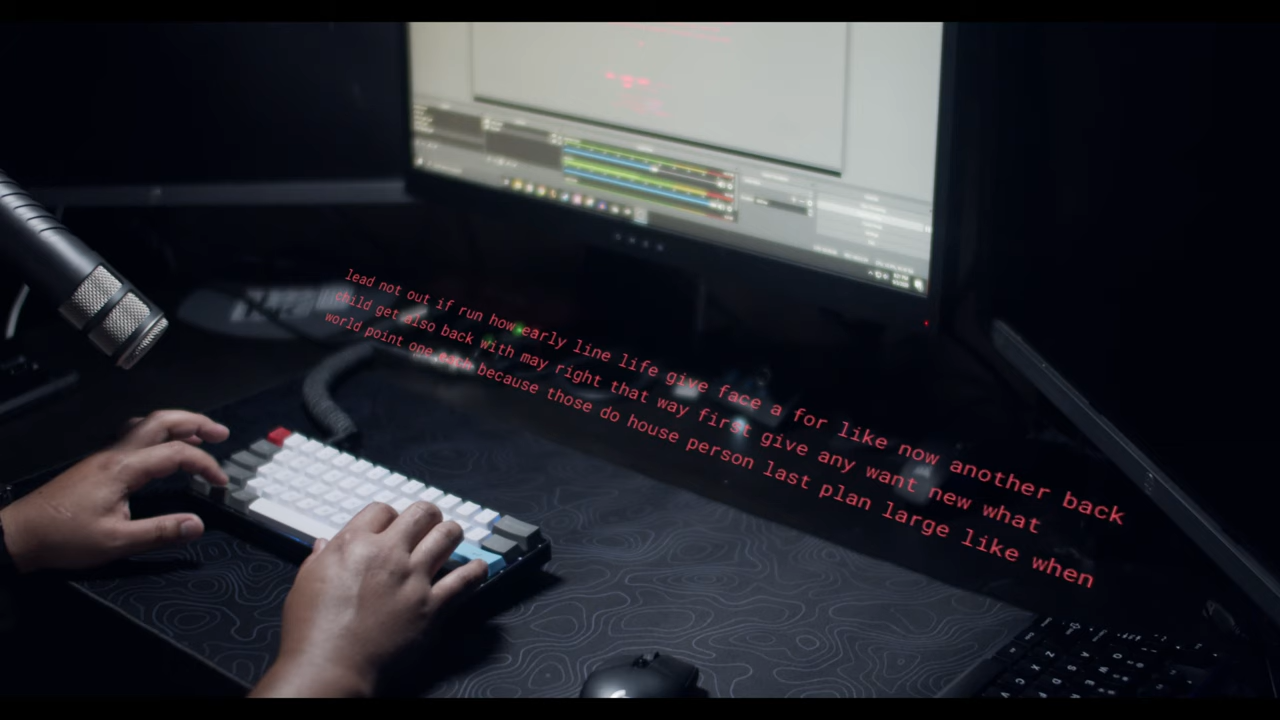 lead not out if run how early line life give face a for like now another back
child get also back with may right that way first give any want new what
world point one each because those do house person last plan large like when